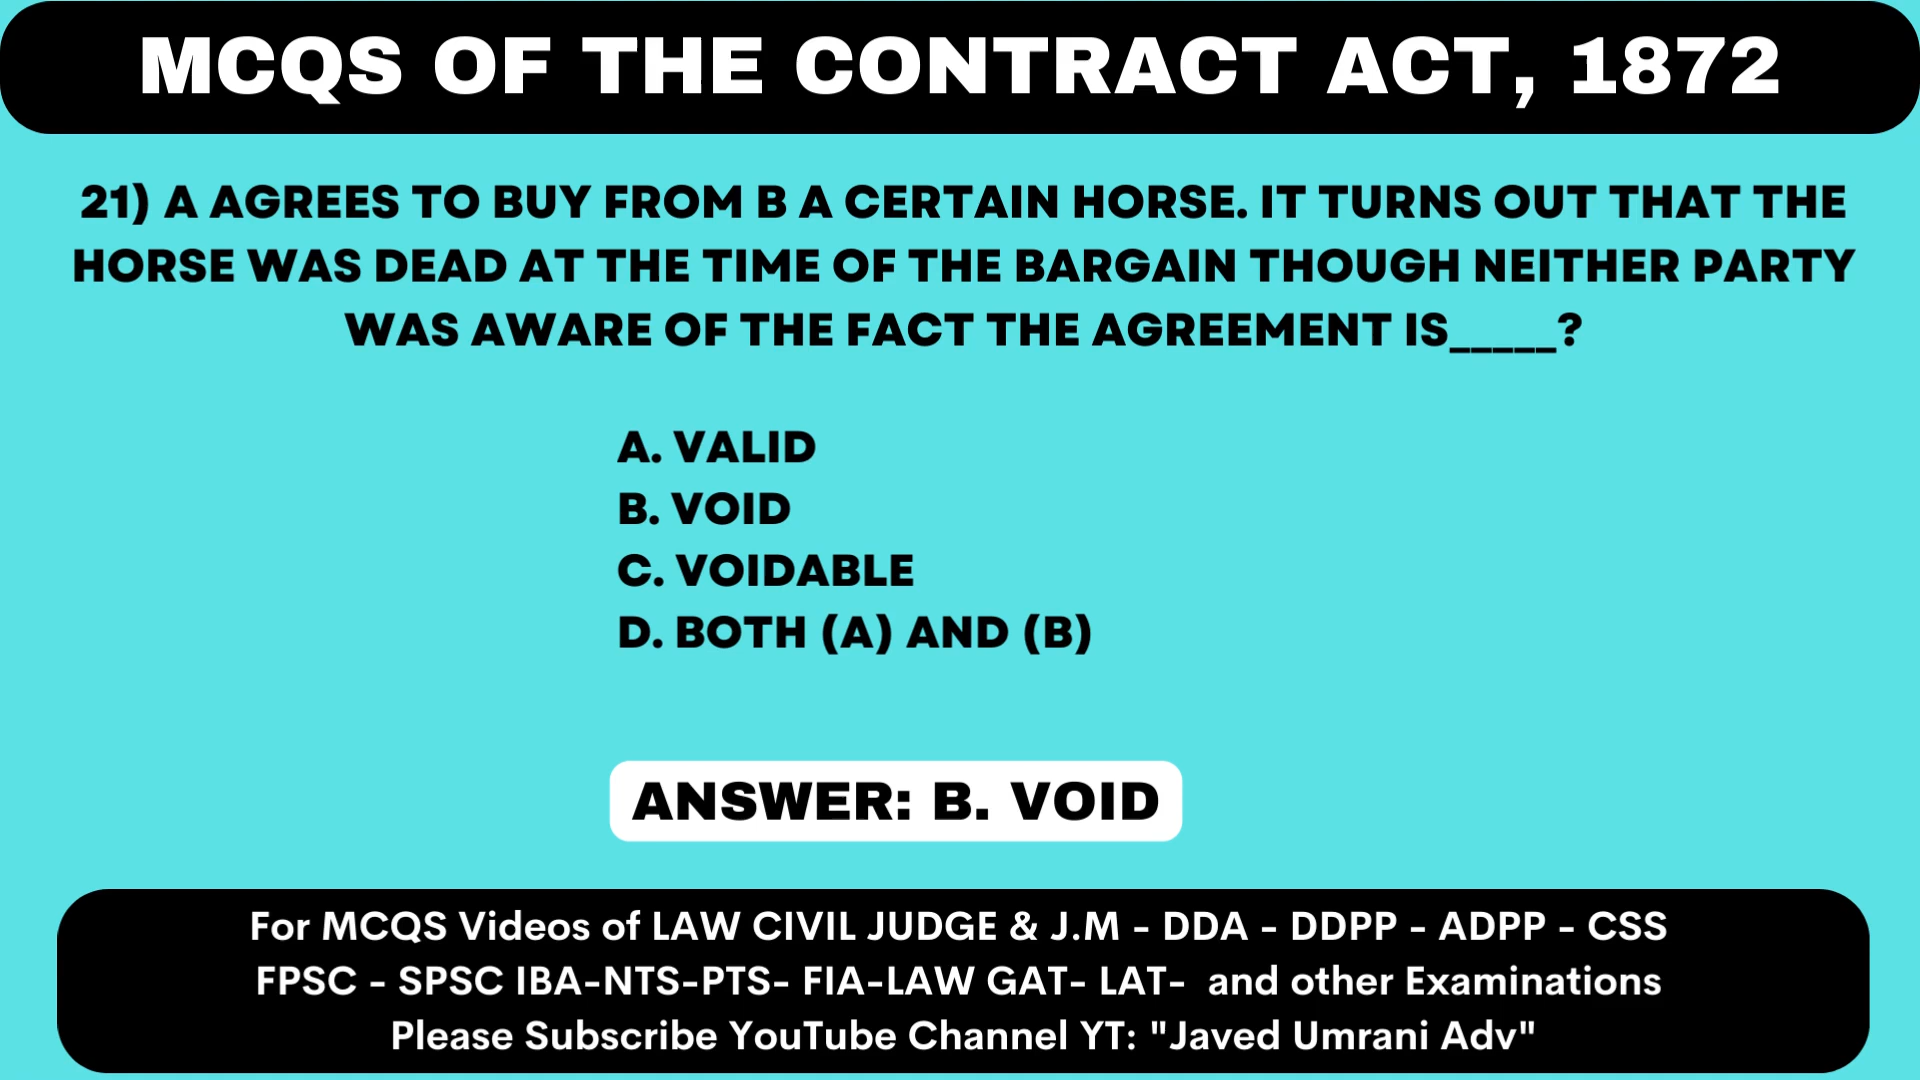 MCQS OF THE CONTRACT ACT, 1872
21) A AGREES TO BUY FROM B A CERTAIN HORSE. IT TURNS OUT THAT THE
HORSE WAS DEAD AT THE TIME OF THE BARGAIN THOUGH NEITHER PARTY
WAS AWARE OF THE FACT THE AGREEMENT IS_____?
A. VALID
B. VOID
C. VOIDABLE
D. BOTH (A) AND (B)
ANSWER: B. VOID
For MCQS Videos of LAW CIVIL JUDGE & J.M - DDA - DDPP - ADPP - CSS
FPSC - SPSC IBA-NTS-PTS- FIA-LAW GAT- LAT- and other Examinations
Please Subscribe YouTube Channel YT: "Javed Umrani Adv"